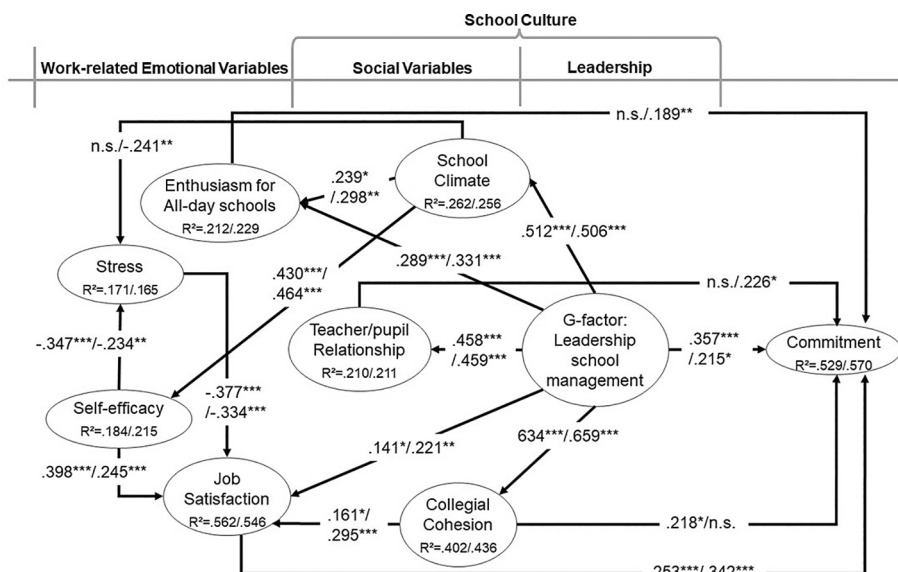 School Culture
Work-related Emotional Variables
Social Variables
Leadership
n.s./.189**
n.s./-.241**
School
Climate
R²=.262/.256
.239*
/.298**
Enthusiasm for
All-day schools
R²=.212/.229
.512***/.506***
.289***/.331***
Stress
R²=.171/.165
.430***/
.464***
n.s./.226*
Teacher/pupil
Relationship
R²=.210/.211
.458***
/.459***
G-factor:
Leadership
school
management
.357***
/.215*
Commitment
R²=.529/.570
-.347***/-.234**
-.377***
/-.334***
Self-efficacy
R²=.184/.215
.141*/.221**
634***/.659***
.398***/.245***
Job
Satisfaction
R²=.562/.546
.161*/
.295***
Collegial
Cohesion
R²=.402/.436
.218*/n.s.
.253***/.342***